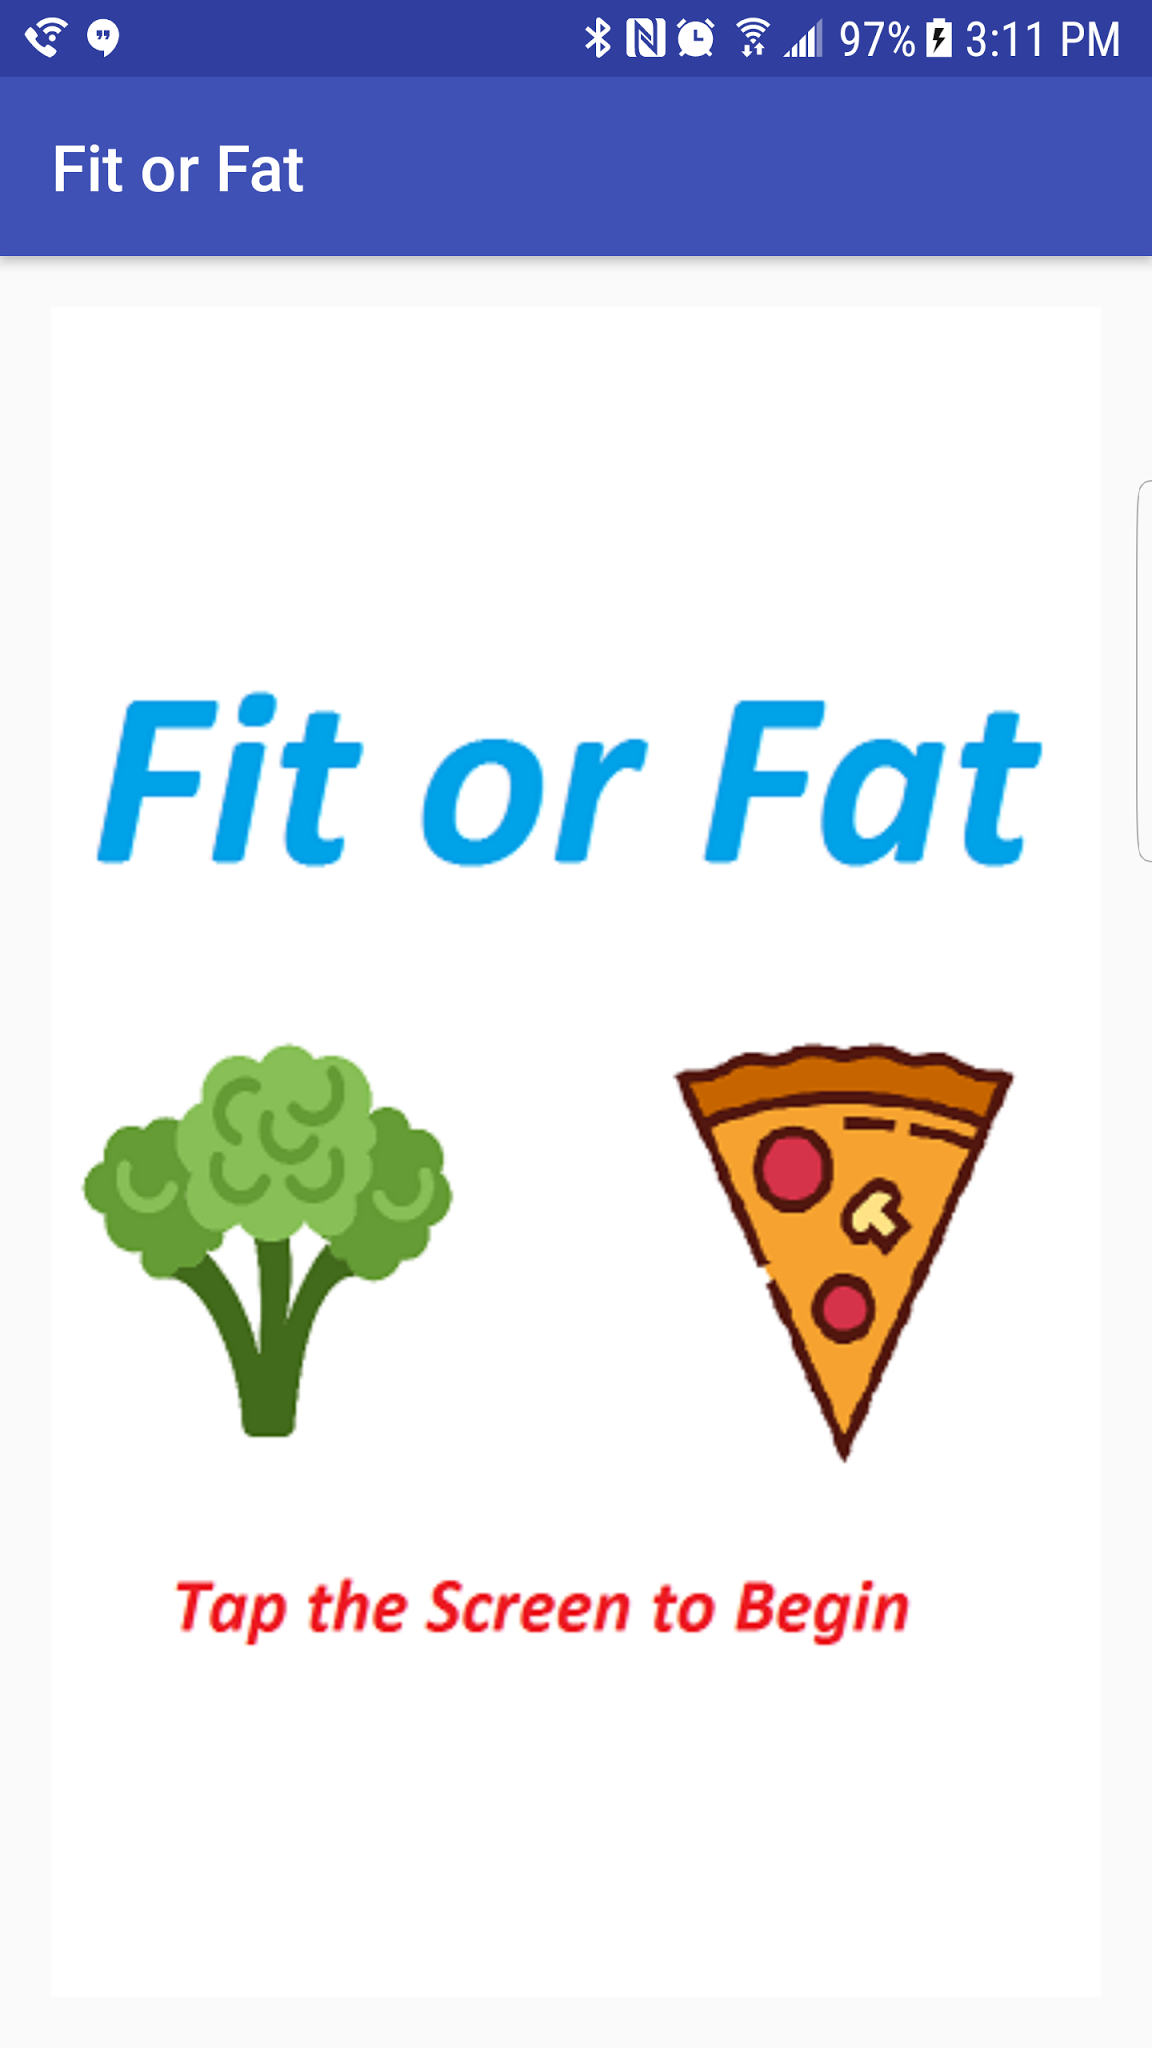 97% 3:11 PM
Fit or Fat
Fit or Fat
Tap the Screen to Begin